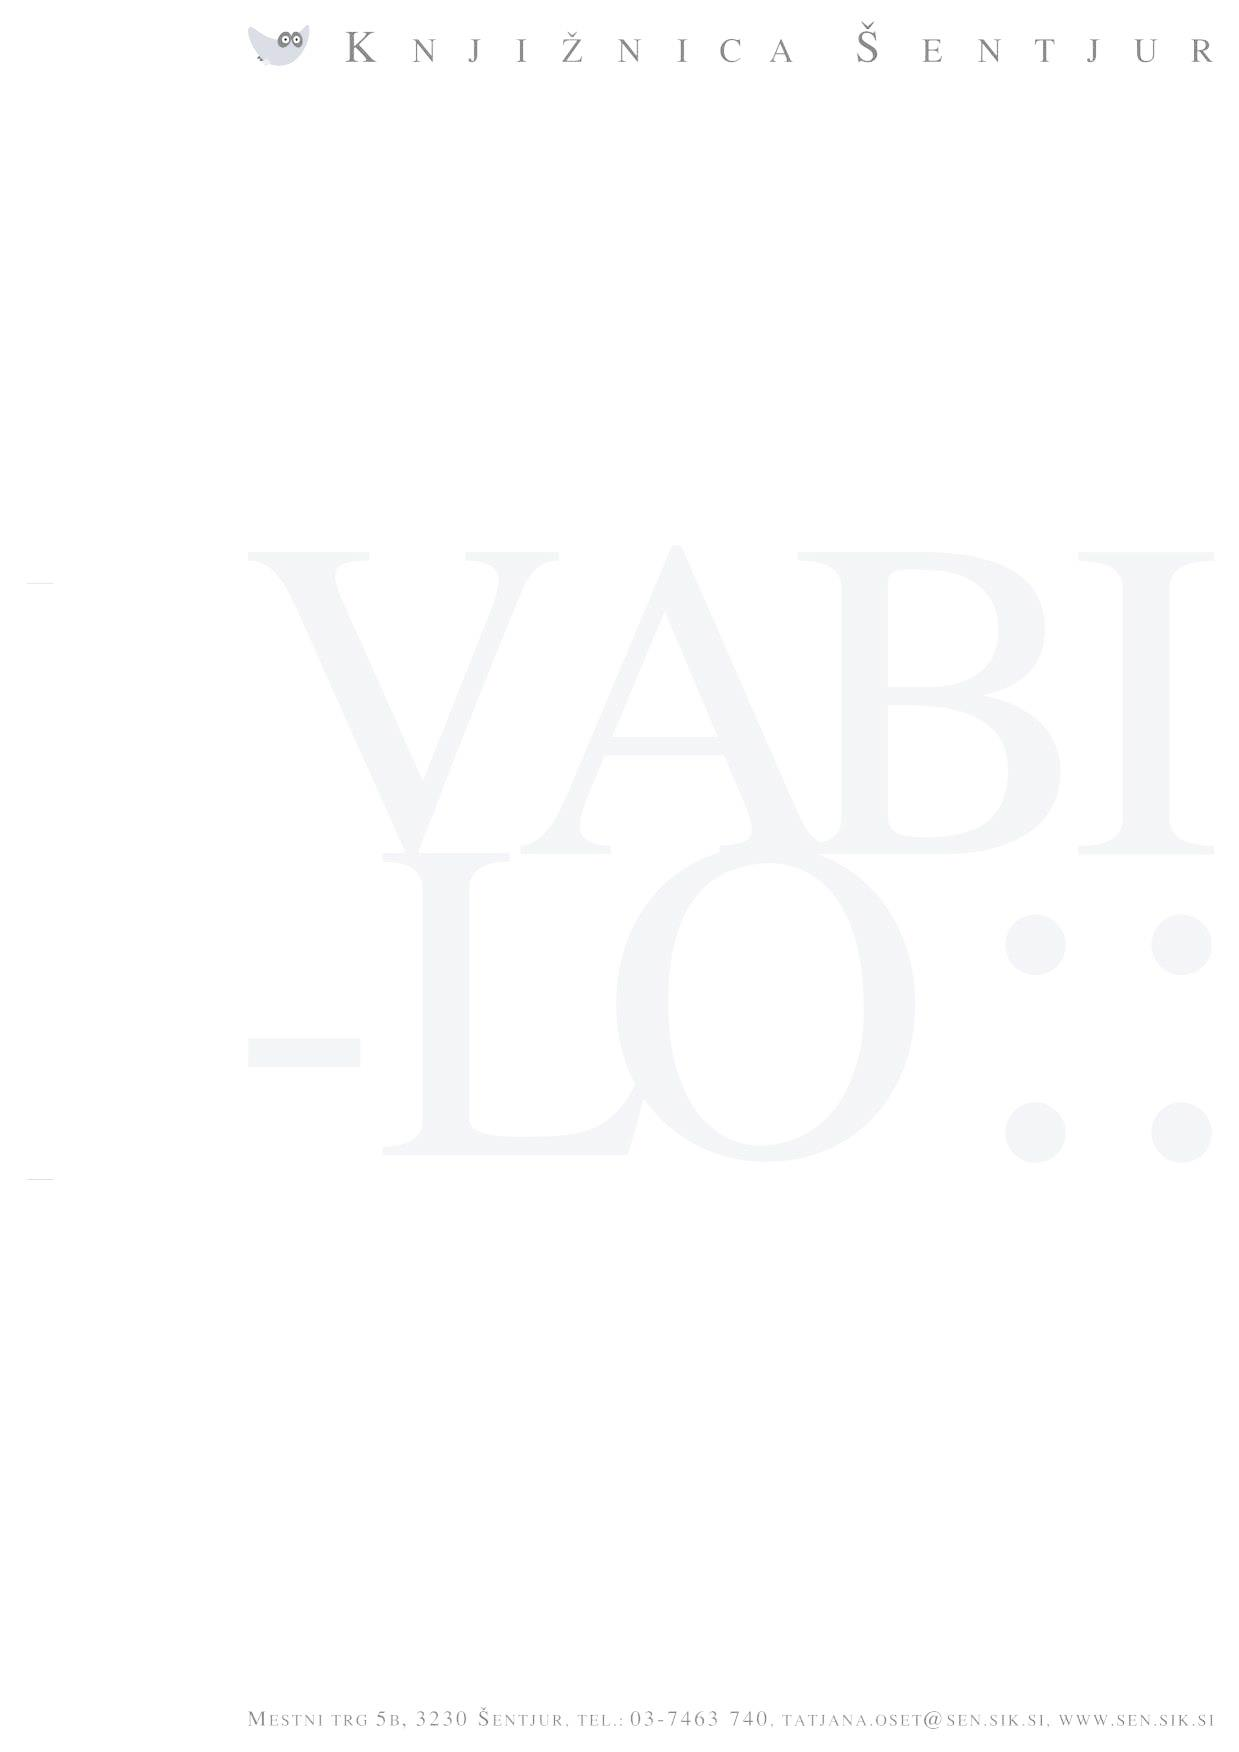 KNJIŽNICA ŠENTJUR
VABI
-LO::
MESTNI TRG 5B, 3230 ŠENTJUR, TEL.: 03-7463 740, TATJANA.OSET@SEN.SIK.SI, WWW.SEN.SIK.SI